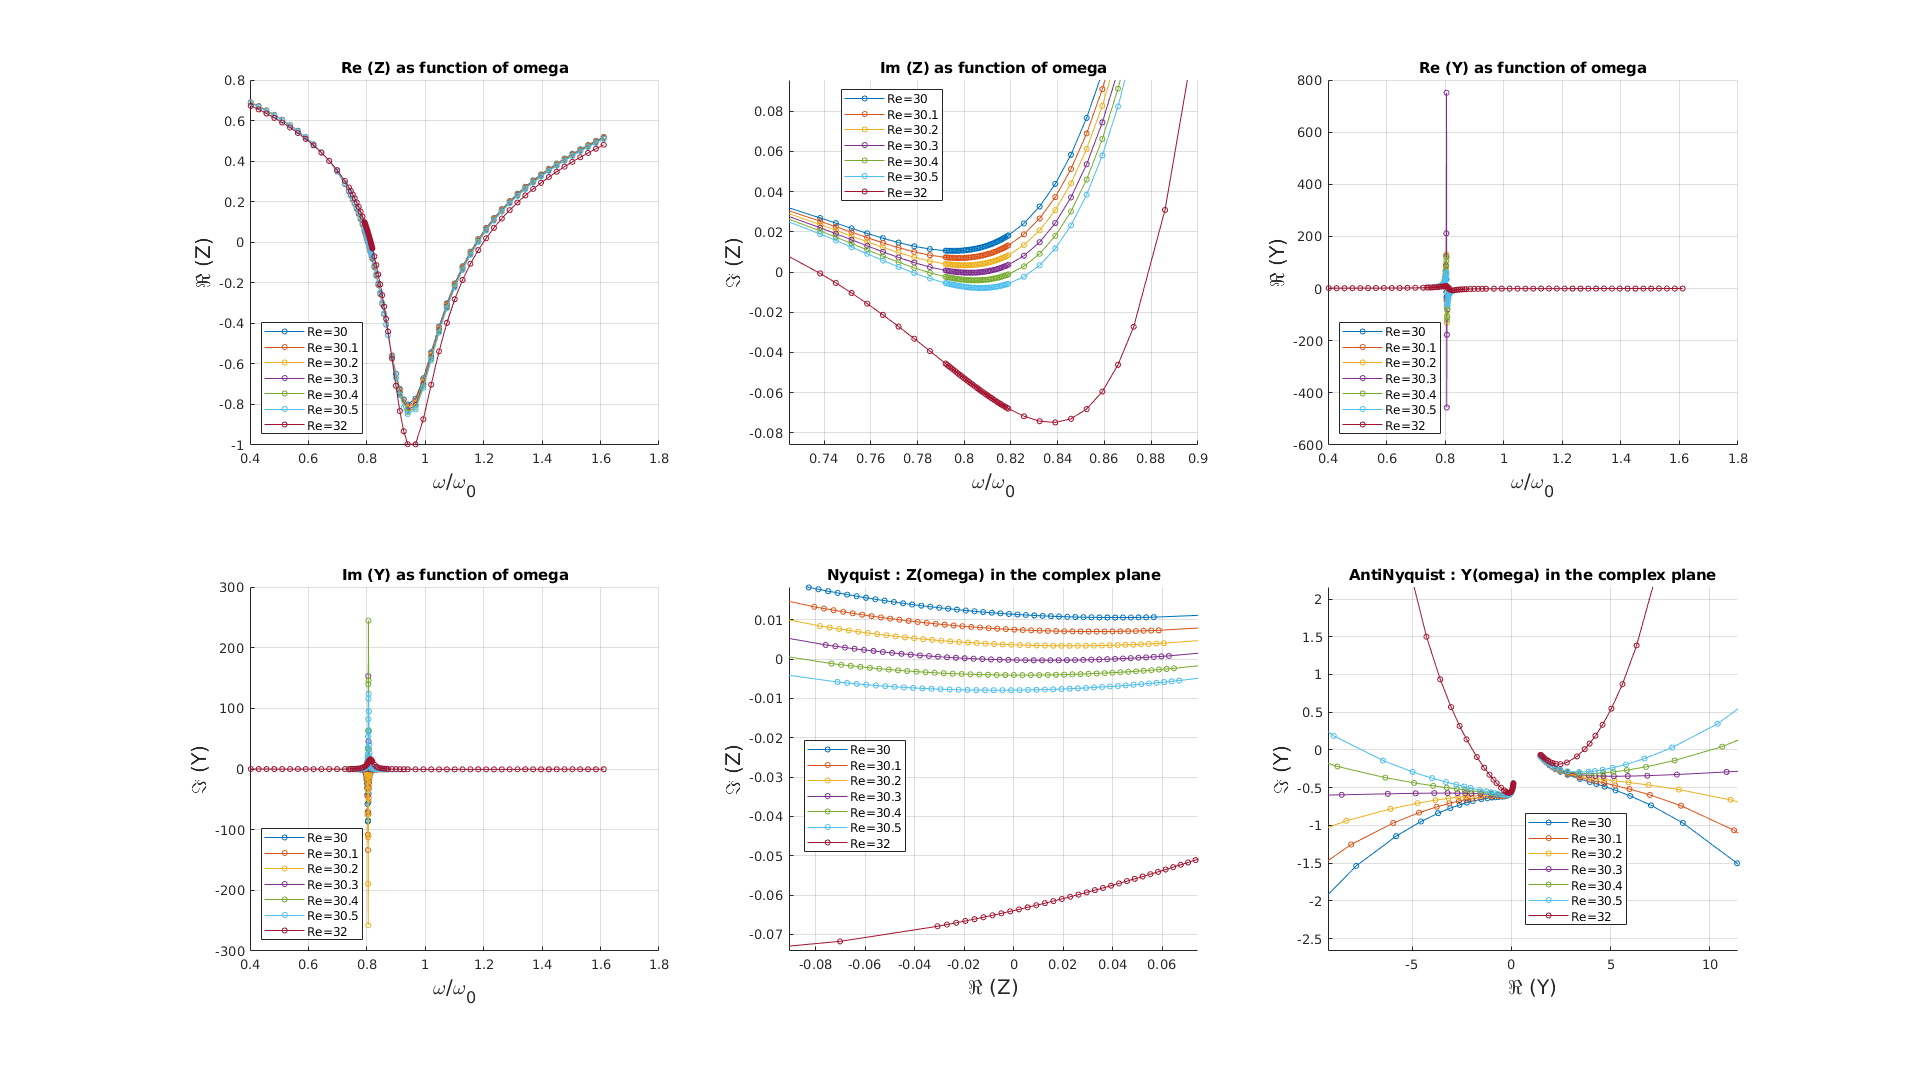 Re (Z) as function of omega
0.8
0.6
0.4
0.2
0
-0.2
-0.4
-0.6
-0.8
-1
ℜ (Z)
Re=30
Re=30.1
Re=30.2
Re=30.3
Re=30.4
Re=30.5
Re=32
0.4 0.6 0.8 1 1.2 1.4 1.6 1.8
ω/ω0
Im (Z) as function of omega
0.08
0.06
0.04
0.02
0
-0.02
-0.04
-0.06
-0.08
ℑ (Z)
Re=30
Re=30.1
Re=30.2
Re=30.3
Re=30.4
Re=30.5
Re=32
0.74 0.76 0.78 0.8 0.82 0.84 0.86 0.88 0.9
ω/ω0
Re (Y) as function of omega
800
600
400
200
0
-200
-400
-600
ℜ (Y)
Re=30
Re=30.1
Re=30.2
Re=30.3
Re=30.4
Re=30.5
Re=32
0.4 0.6 0.8 1 1.2 1.4 1.6 1.8
ω/ω0
Im (Y) as function of omega
300
200
100
0
-100
-200
-300
ℑ (Y)
Re=30
Re=30.1
Re=30.2
Re=30.3
Re=30.4
Re=30.5
Re=32
0.4 0.6 0.8 1 1.2 1.4 1.6 1.8
ω/ω0
Nyquist : Z(omega) in the complex plane
0.01
0
-0.01
-0.02
-0.03
-0.04
-0.05
-0.06
-0.07
ℑ (Z)
Re=30
Re=30.1
Re=30.2
Re=30.3
Re=30.4
Re=30.5
Re=32
-0.08 -0.06 -0.04 -0.02 0 0.02 0.04 0.06
ℜ (Z)
AntiNyquist : Y(omega) in the complex plane
2
1.5
1
0.5
0
-0.5
-1
-1.5
-2
-2.5
ℑ (Y)
Re=30
Re=30.1
Re=30.2
Re=30.3
Re=30.4
Re=30.5
Re=32
-5 0 5 10
ℜ (Y)